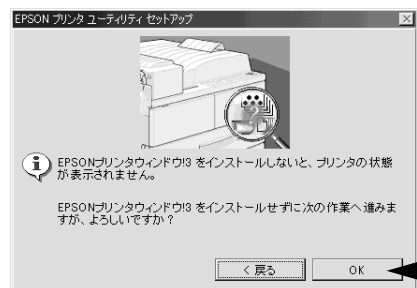 EPSON プリンタ ユーティリティ セットアップ
EPSONプリンタウィンドウ!3 をインストールしないと、プリンタの状態
が表示されません。
EPSONプリンタウィンドウ!3 をインストールせずに次の作業へ進みま
すが、よろしいですか？
< 戻る
OK